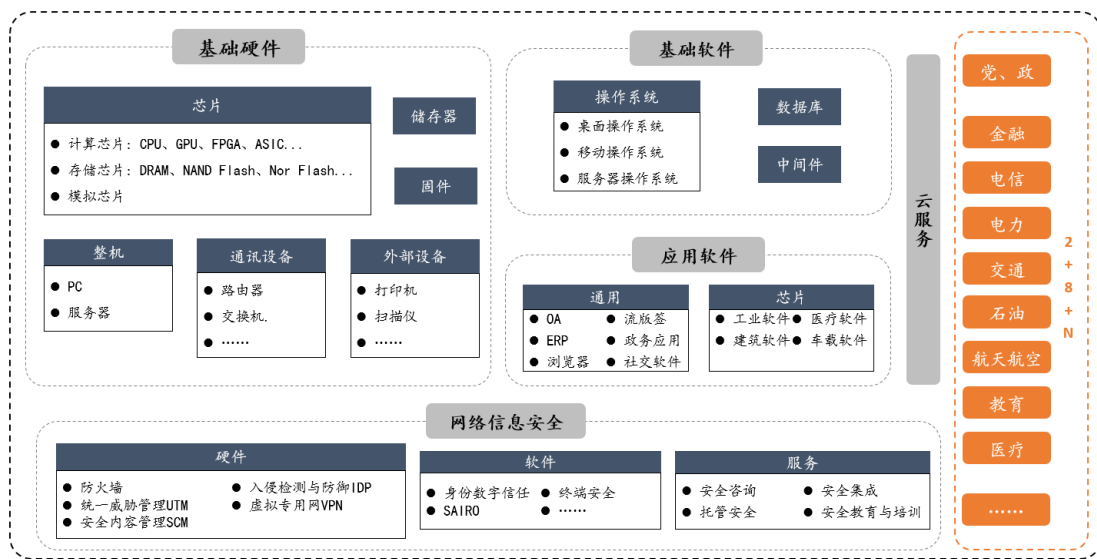 基础硬件
芯片
● 计算芯片：CPU、GPU、FPGA、ASIC...
● 存储芯片：DRAM、NAND Flash、Nor Flash...
● 模拟芯片
储存器
固件
整机
● PC
● 服务器
通讯设备
● 路由器
● 交换机.
● ……
外部设备
● 打印机
● 扫描仪
● ……
基础软件
操作系统
● 桌面操作系统
● 移动操作系统
● 服务器操作系统
数据库
中间件
应用软件
通用
● OA ● 流版签
● ERP ● 政务应用
● 浏览器 ● 社交软件
芯片
● 工业软件 ● 医疗软件
● 建筑软件 ● 车载软件
云服务
网络信息安全
硬件
● 防火墙 ● 入侵检测与防御IDP
● 统一威胁管理UTM ● 虚拟专用网VPN
● 安全内容管理SCM
软件
● 身份数字信任 ● 终端安全
● SAIRO ● ……
服务
● 安全咨询 ● 安全集成
● 托管安全 ● 安全教育与培训
党、政
金融
电信
电力
交通
石油
航天航空
教育
医疗
……
2+8+N